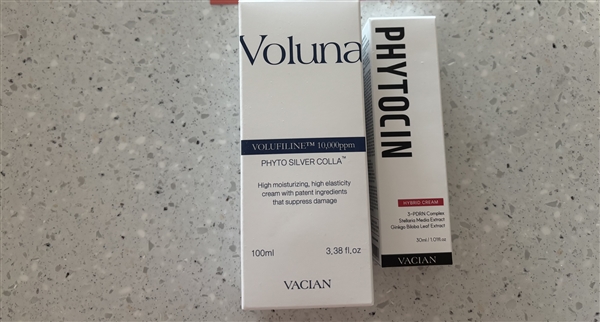 Voluna
VOLUFILINE™ 10,000ppm
PHYTO SILVER COLLA™
High moisturizing, high elasticity
cream with patent ingredients
that suppress damage
100ml 3.38 fl.oz
VACIAN
PHYTOCIN
HYBRID CREAM
5-PDRN Complex
Stellaria Media Extract
Ginkgo Biloba Leaf Extract
30ml / 1.01fl.oz
VACIAN